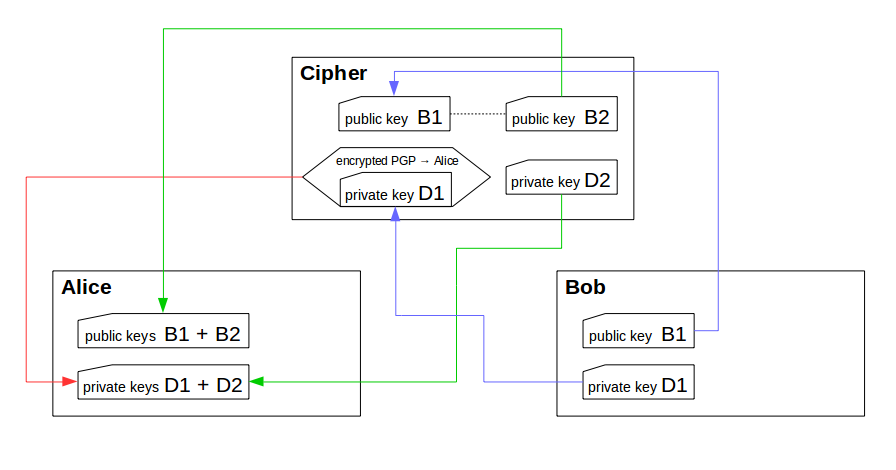 Cipher
public key B1
public key B2
encrypted PGP → Alice
private key D1
private key D2
Alice
public keys B1 + B2
private keys D1 + D2
Bob
public key B1
private key D1